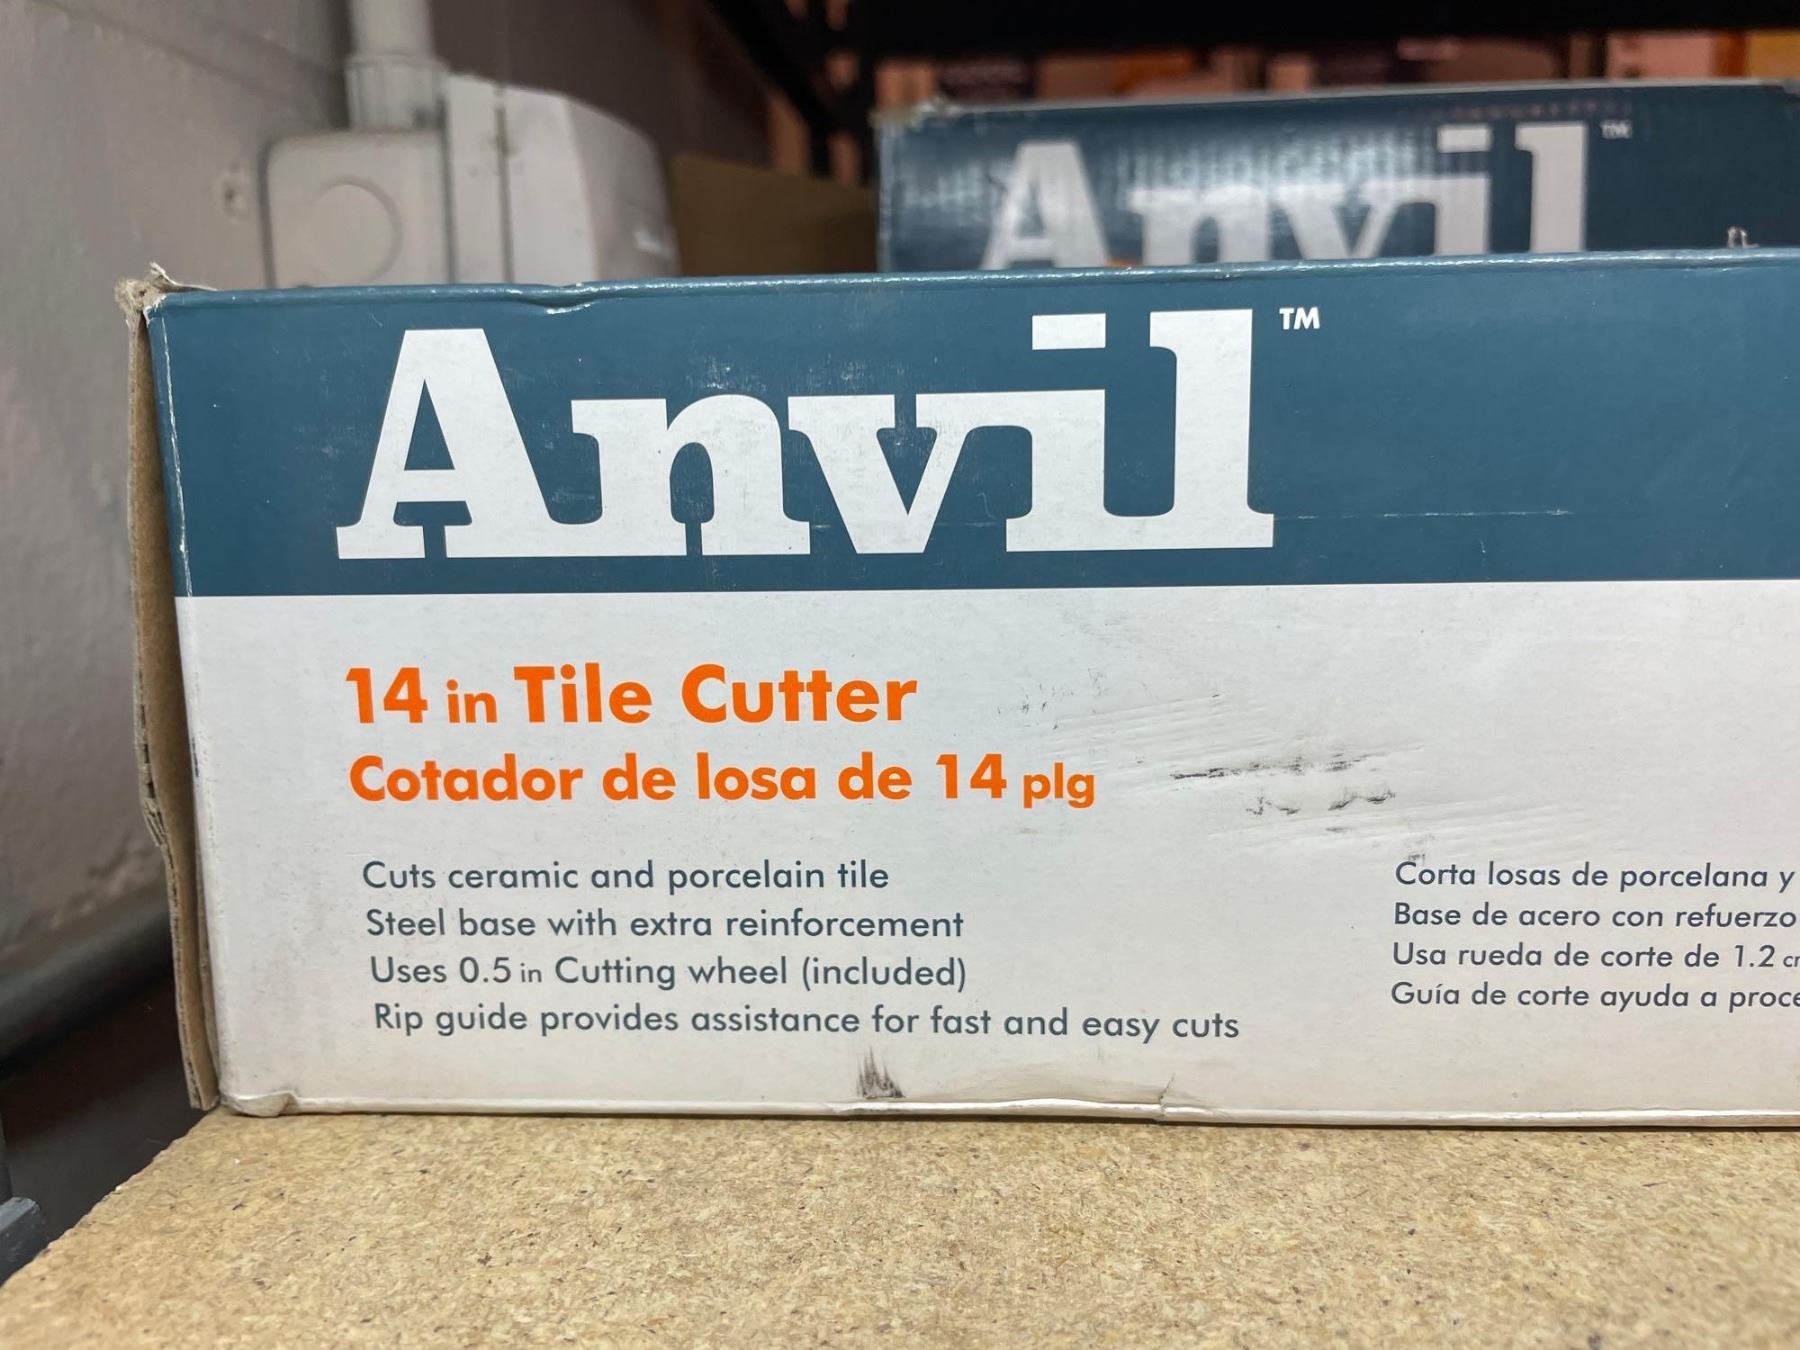 Anvil™
Anvil™
14 in Tile Cutter
Cotador de losa de 14 plg
Cuts ceramic and porcelain tile
Steel base with extra reinforcement
Uses 0.5 in Cutting wheel (included)
Rip guide provides assistance for fast and easy cuts
Corta losas de porcelana y
Base de acero con refuerzo
Usa rueda de corte de 1.2
Guía de corte ayuda a